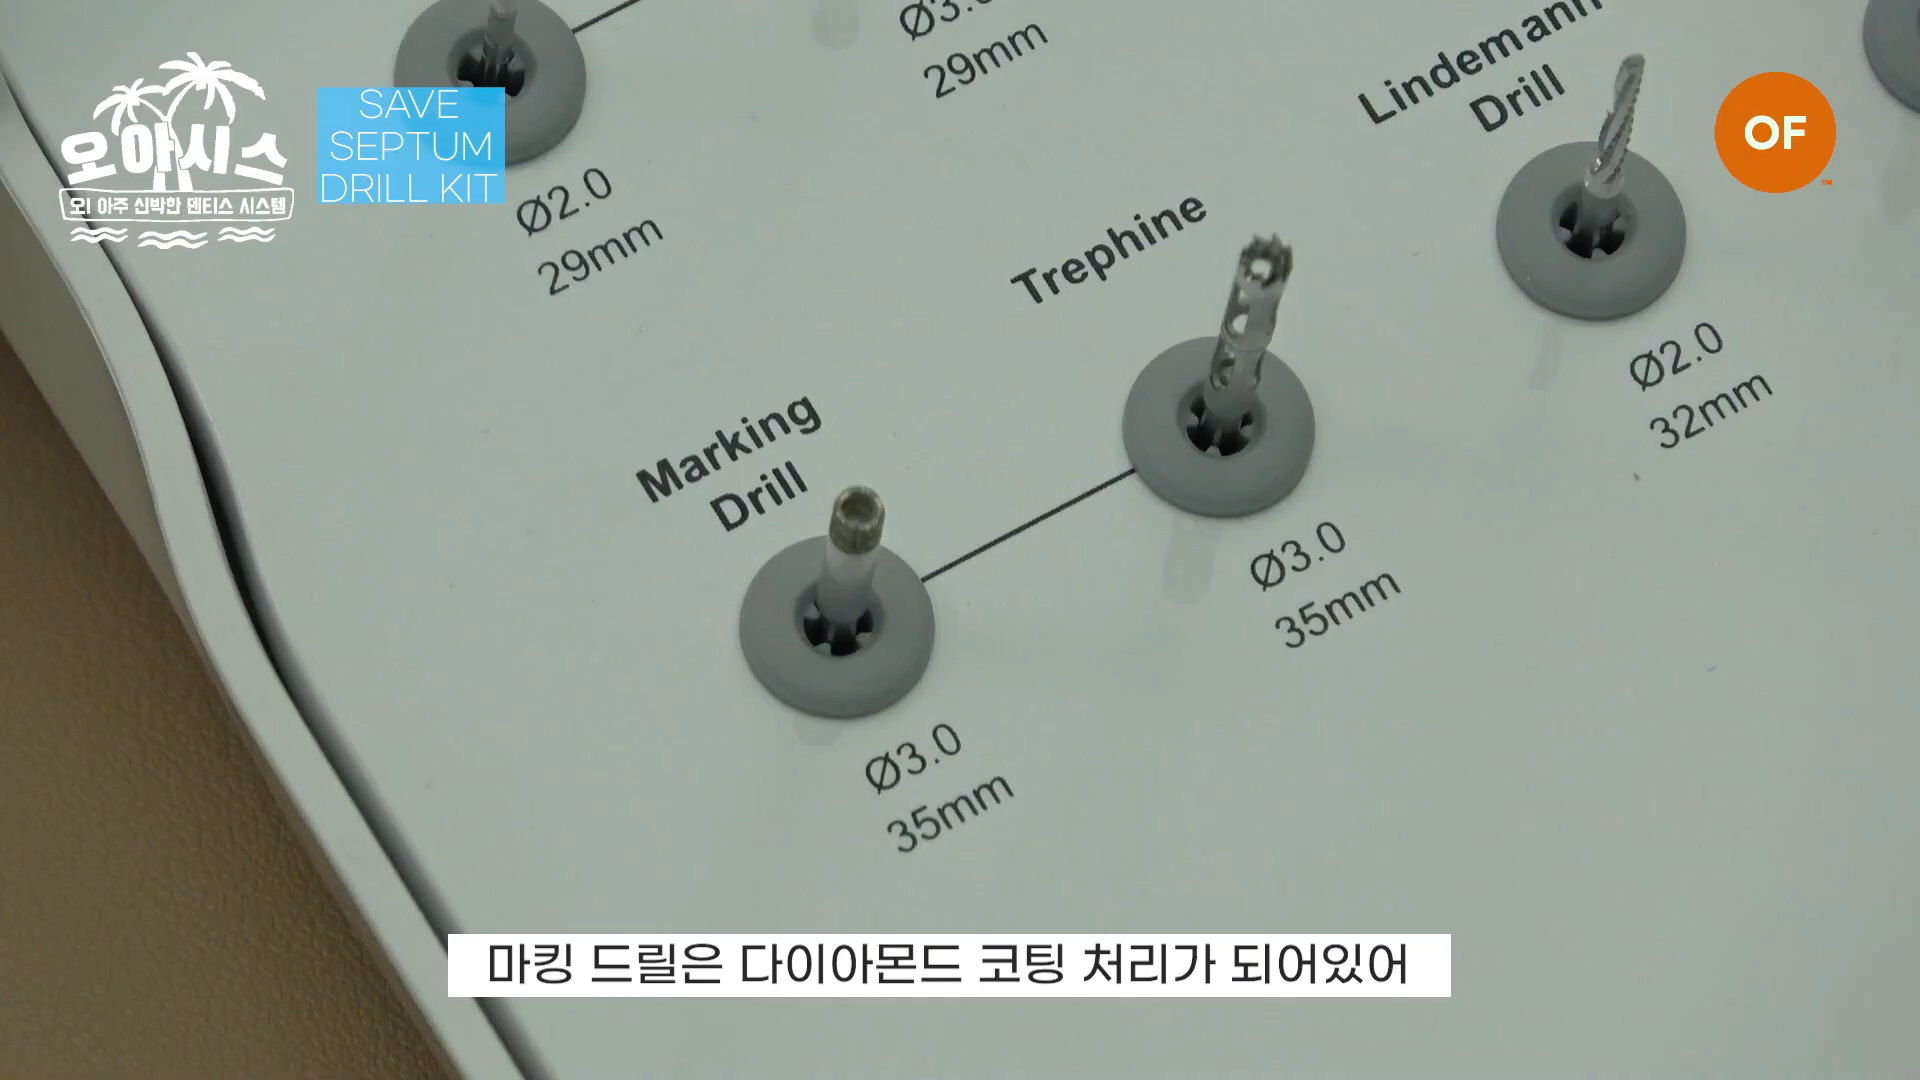 오아시스
오! 아주 신박한 덴티스 시스템
SAVE
SEPTUM
DRILL KIT
OF
™
29mm
Ø2.0
29mm
Lindemann
Drill
Ø2.0
32mm
Trephine
Ø3.0
35mm
Marking
Drill
Ø3.0
35mm
마킹 드릴은 다이아몬드 코팅 처리가 되어있어